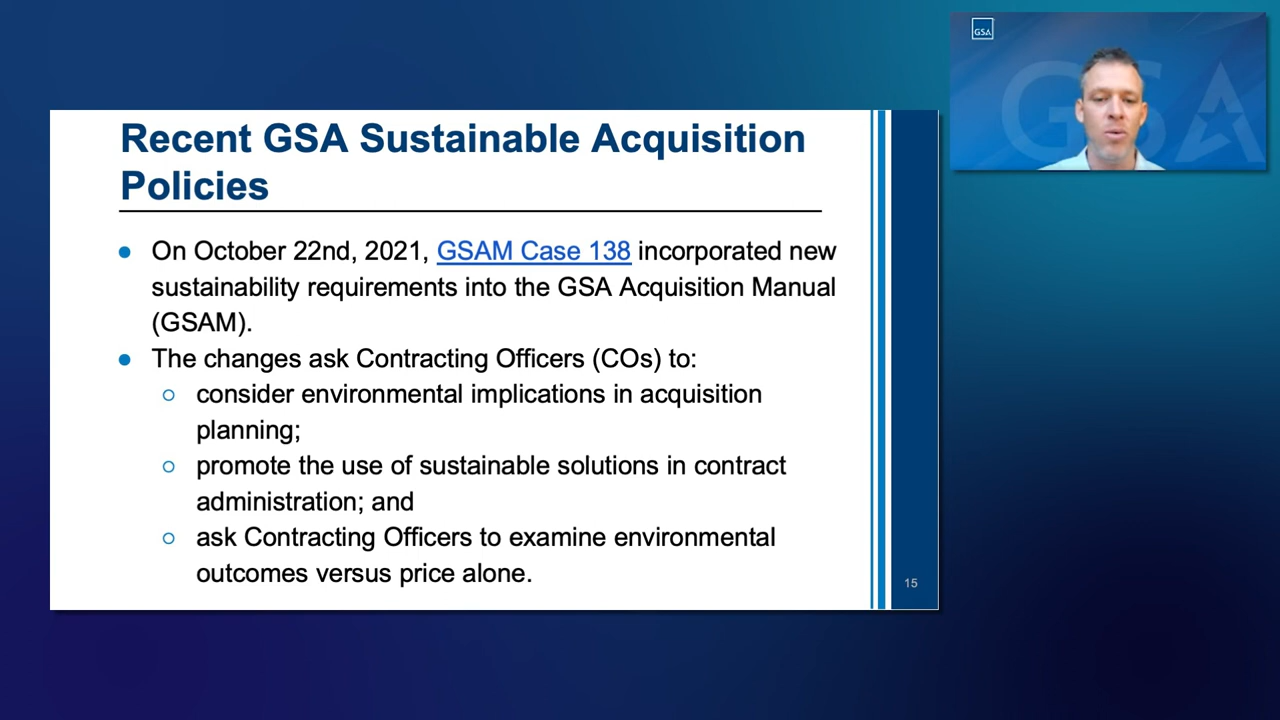 Recent GSA Sustainable Acquisition
Policies
● On October 22nd, 2021, GSAM Case 138 incorporated new
sustainability requirements into the GSA Acquisition Manual
(GSAM).
● The changes ask Contracting Officers (COs) to:
○ consider environmental implications in acquisition
planning;
○ promote the use of sustainable solutions in contract
administration; and
○ ask Contracting Officers to examine environmental
outcomes versus price alone.
15
GSA
GSA